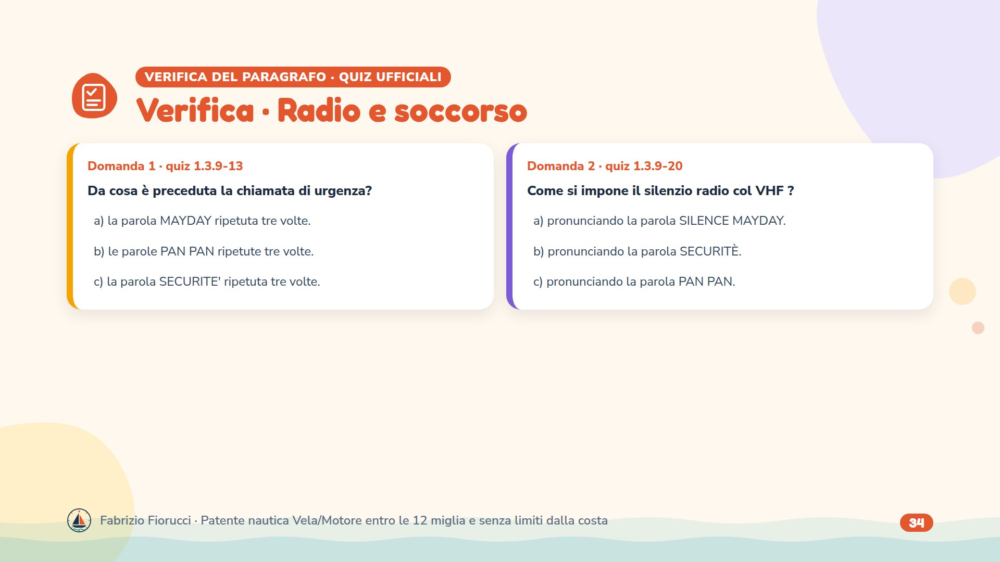 VERIFICA DEL PARAGRAFO · QUIZ UFFICIALI
Verifica · Radio e soccorso
Domanda 1 · quiz 1.3.9-13
Da cosa è preceduta la chiamata di urgenza?
a) la parola MAYDAY ripetuta tre volte.
b) le parole PAN PAN ripetute tre volte.
c) la parola SECURITE' ripetuta tre volte.
Domanda 2 · quiz 1.3.9-20
Come si impone il silenzio radio col VHF ?
a) pronunciando la parola SILENCE MAYDAY.
b) pronunciando la parola SECURITÈ.
c) pronunciando la parola PAN PAN.
Fabrizio Fiorucci · Patente nautica Vela/Motore entro le 12 miglia e senza limiti dalla costa
34